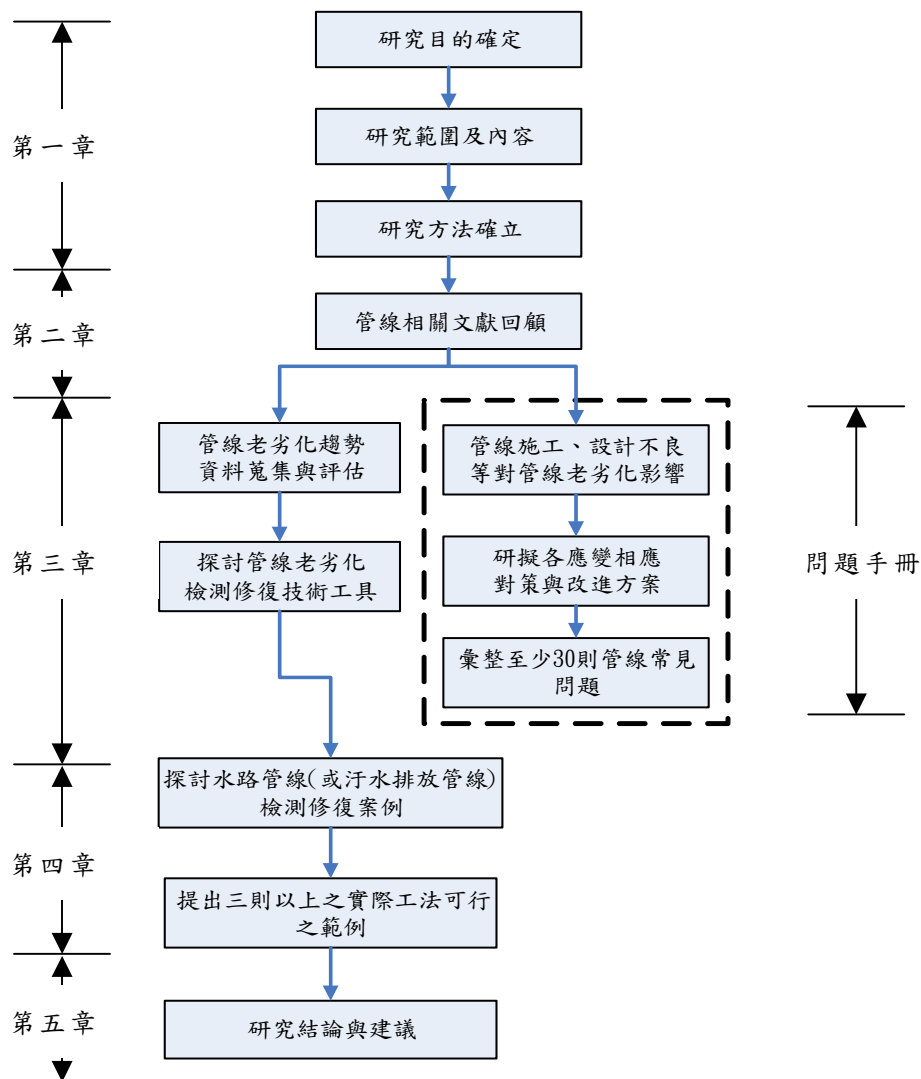 研究目的確定
研究範圍及內容
第一章
研究方法確立
第二章
管線相關文獻回顧
管線老劣化趨勢
資料蒐集與評估
管線施工、設計不良
等對管線老劣化影響
第三章
探討管線老劣化
檢測修復技術工具
研擬各應變相應
對策與改進方案
問題手冊
彙整至少30則管線常見
問題
探討水路管線(或汙水排放管線)
檢測修復案例
第四章
提出三則以上之實際工法可行
之範例
第五章
研究結論與建議